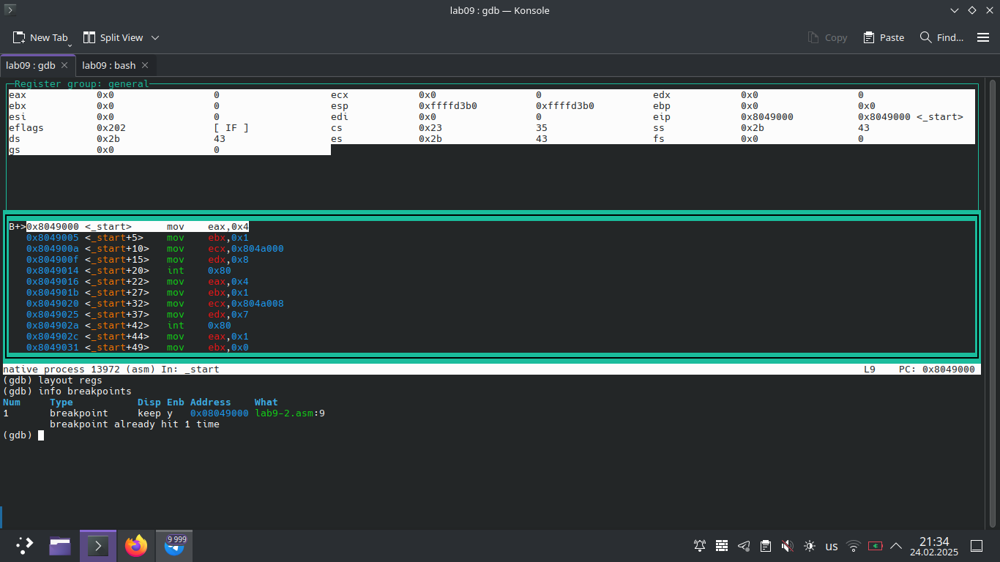 lab09 : gdb — Konsole
New Tab Split View Copy Paste Find...
lab09 : gdb lab09 : bash
Register group: general
eax 0x0 0 ecx 0x0 0 edx 0x0 0
ebx 0x0 0 esp 0xffffd3b0 0xffffd3b0 ebp 0x0 0x0
esi 0x0 0 edi 0x0 0 eip 0x8049000 0x8049000 <_start>
eflags 0x202 [ IF ] cs 0x23 35 ss 0x2b 43
ds 0x2b 43 es 0x2b 43 fs 0x0 0
gs 0x0 0
B+>0x8049000 <_start> mov eax,0x4
0x8049005 <_start+5> mov ebx,0x1
0x804900a <_start+10> mov ecx,0x804a000
0x804900f <_start+15> mov edx,0x8
0x8049014 <_start+20> int 0x80
0x8049016 <_start+22> mov eax,0x4
0x804901b <_start+27> mov ebx,0x1
0x8049020 <_start+32> mov ecx,0x804a008
0x8049025 <_start+37> mov edx,0x7
0x804902a <_start+42> int 0x80
0x804902c <_start+44> mov eax,0x1
0x8049031 <_start+49> mov ebx,0x0
native process 13972 (asm) In: _start L9 PC: 0x8049000
(gdb) layout regs
(gdb) info breakpoints
Num Type Disp Enb Address What
1 breakpoint keep y 0x08049000 lab9-2.asm:9
breakpoint already hit 1 time
(gdb)
9 999
us
21:34
24.02.2025